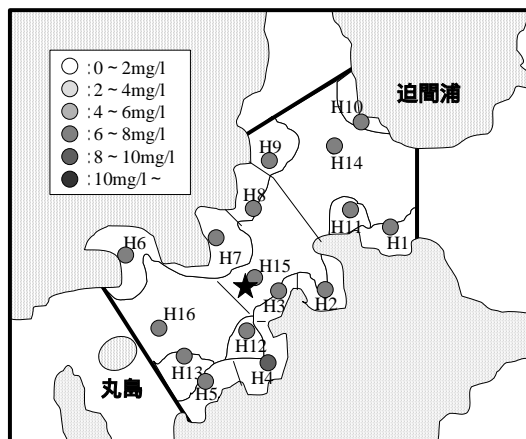 :0～2mg/l
:2～4mg/l
:4～6mg/l
:6～8mg/l
:8～10mg/l
:10mg/l～
迫間浦
H10
H14
H9
H8
H11
H1
H7
H6
H15
H3
H2
H16
H12
H13
H4
H5
丸島